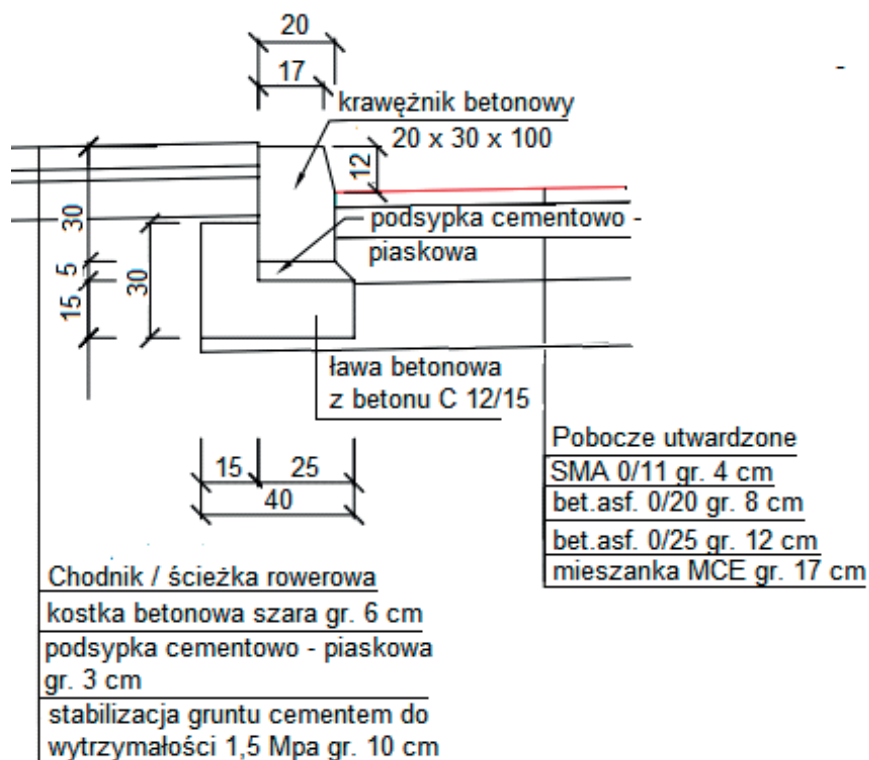 20
17
krawężnik betonowy
20 x 30 x 100
12
30
podsypka cementowo -
piaskowa
5
30
15
ława betonowa
z betonu C 12/15
15
25
40
Pobocze utwardzone
SMA 0/11 gr. 4 cm
bet.asf. 0/20 gr. 8 cm
bet.asf. 0/25 gr. 12 cm
mieszanka MCE gr. 17 cm
Chodnik / ścieżka rowerowa
kostka betonowa szara gr. 6 cm
podsypka cementowo - piaskowa
gr. 3 cm
stabilizacja gruntu cementem do
wytrzymałości 1,5 Mpa gr. 10 cm